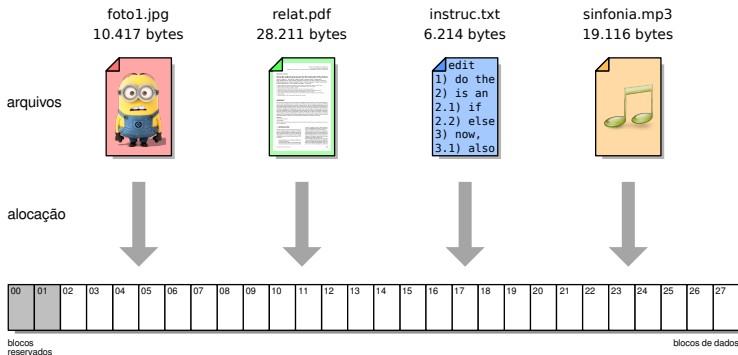 foto1.jpg
10.417 bytes
relat.pdf
28.211 bytes
instruc.txt
6.214 bytes
sinfonia.mp3
19.116 bytes
arquivos
edit
1) do the
2) is an
2.1) if
2.2) else
3) now,
3.1) also
alocação
00 01 02 03 04 05 06 07 08 09 10 11 12 13 14 15 16 17 18 19 20 21 22 23 24 25 26 27
blocos
reservados
blocos de dados